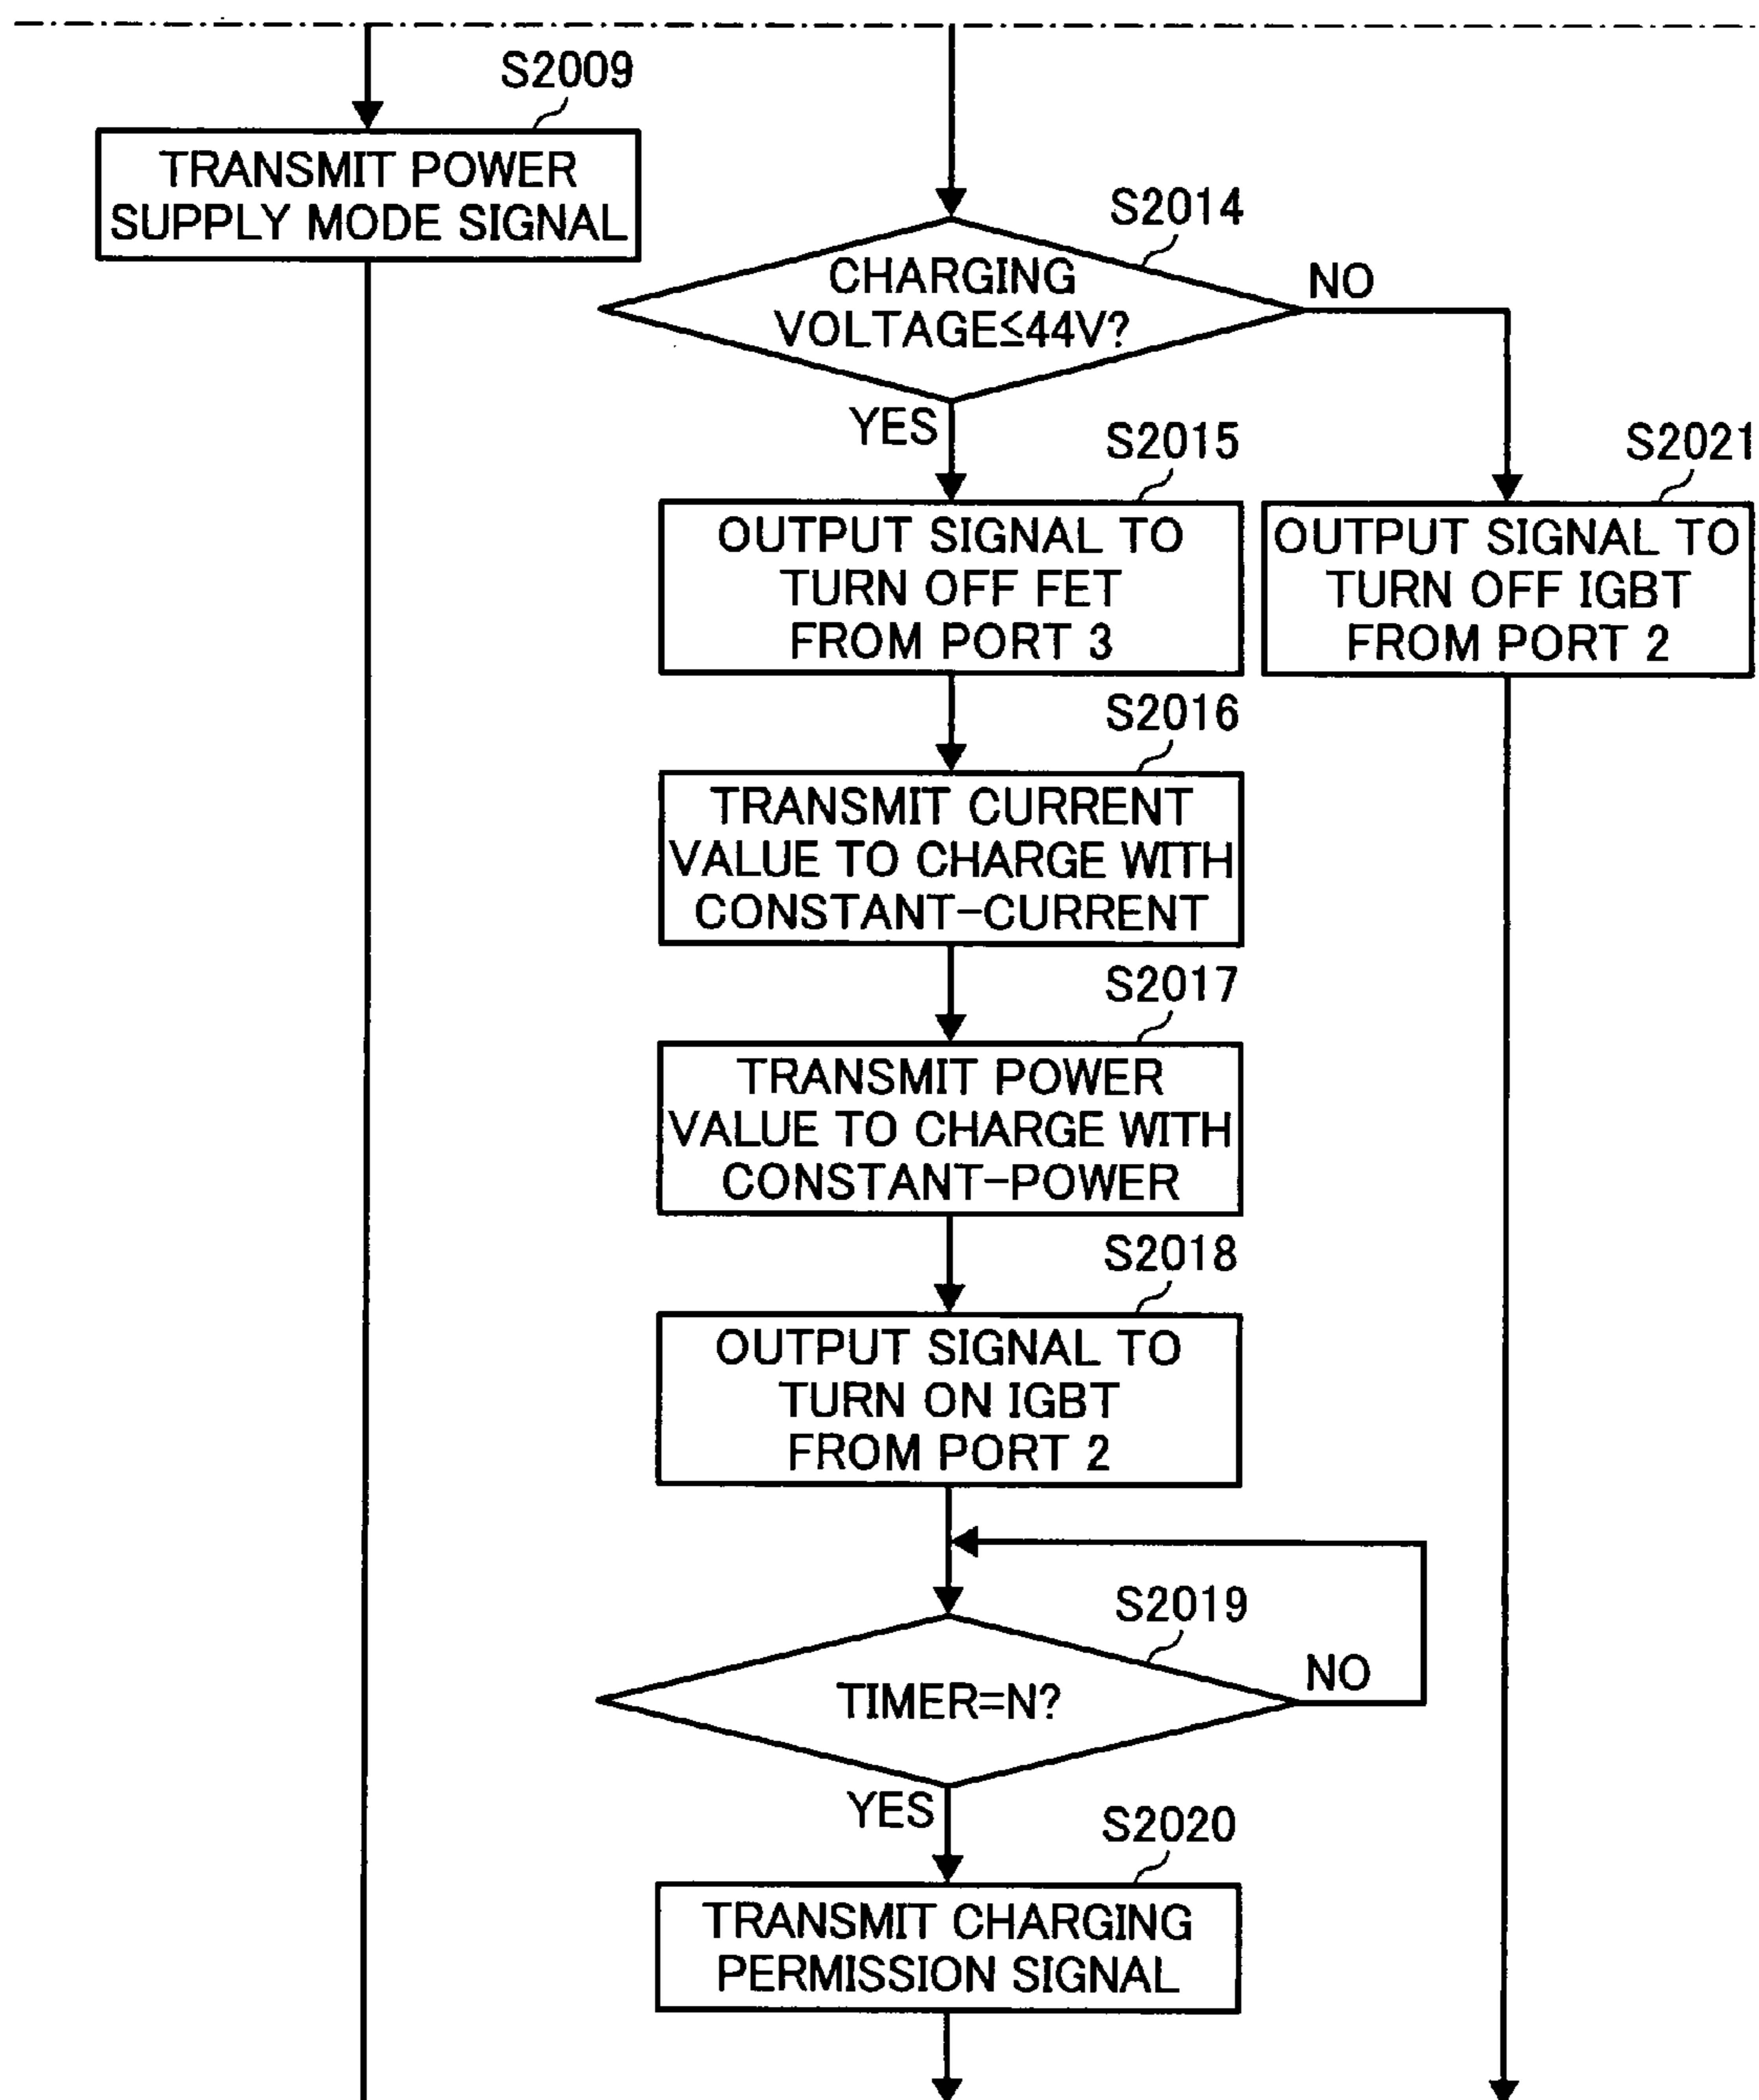 S2009
TRANSMIT POWER
SUPPLY MODE SIGNAL
S2014
CHARGING
VOLTAGE≤44V?
NO
YES
S2015
OUTPUT SIGNAL TO
TURN OFF FET
FROM PORT 3
S2021
OUTPUT SIGNAL TO
TURN OFF IGBT
FROM PORT 2
S2016
TRANSMIT CURRENT
VALUE TO CHARGE WITH
CONSTANT-CURRENT
S2017
TRANSMIT POWER
VALUE TO CHARGE WITH
CONSTANT-POWER
S2018
OUTPUT SIGNAL TO
TURN ON IGBT
FROM PORT 2
S2019
TIMER=N?
NO
YES
S2020
TRANSMIT CHARGING
PERMISSION SIGNAL